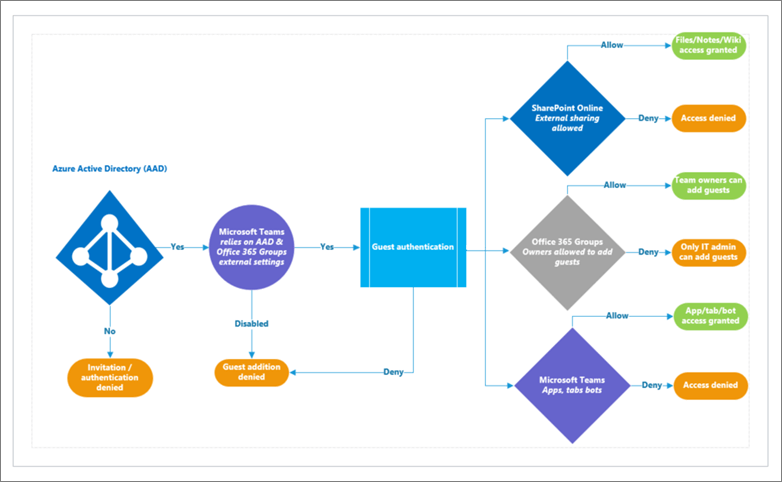 Azure Active Directory (AAD)
Yes
No
Invitation /
authentication
denied
Microsoft Teams
relies on AAD &
Office 365 Groups
external settings
Yes
Disabled
Guest addition
denied
Guest authentication
Deny
SharePoint Online
External sharing
allowed
Allow
Files/Notes/Wiki
access granted
Deny
Access denied
Office 365 Groups
Owners allowed to add
guests
Allow
Team owners can
add guests
Deny
Only IT admin
can add guests
Microsoft Teams
Apps, tabs bots
Allow
App/tab/bot
access granted
Deny
Access denied